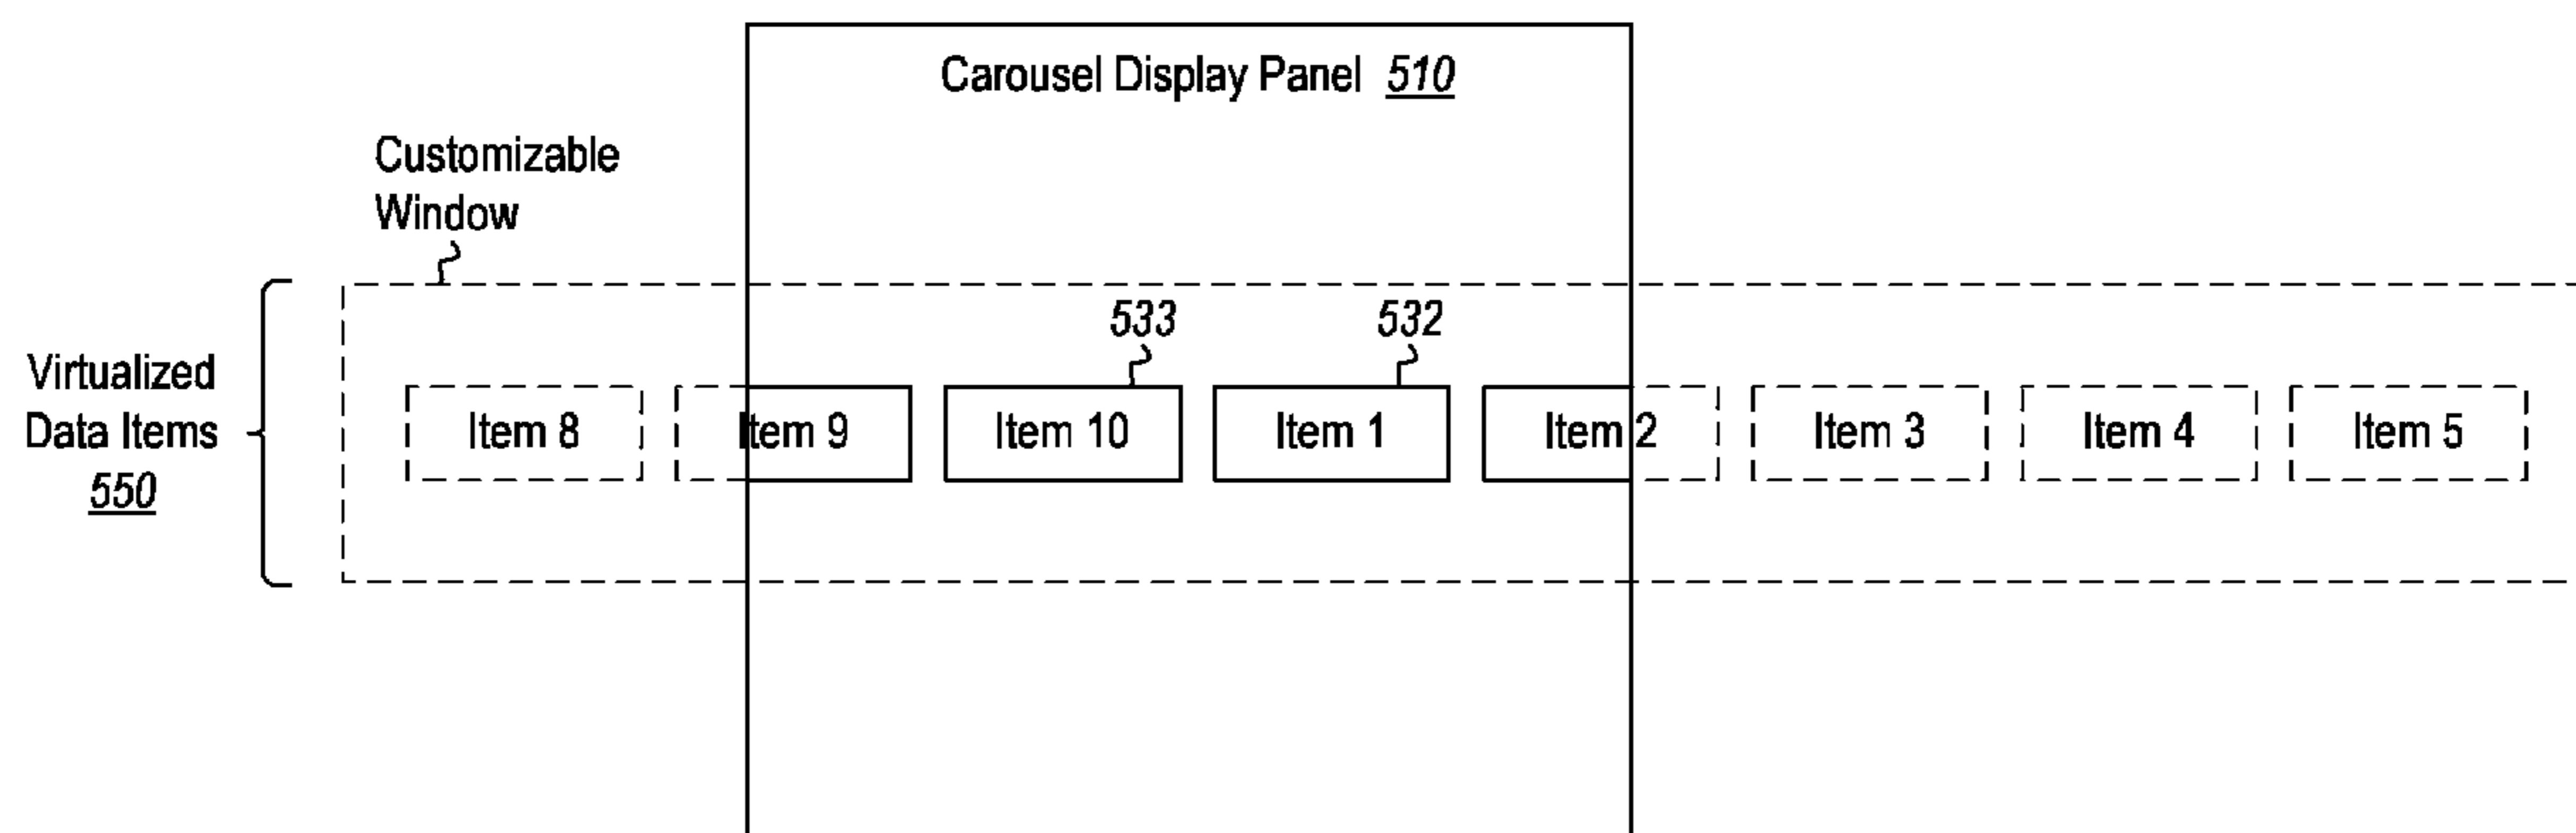 Carousel Display Panel 510
Customizable
Window
533
532
Virtualized
Data Items
550
Item 8
Item 9
Item 10
Item 1
Item 2
Item 3
Item 4
Item 5